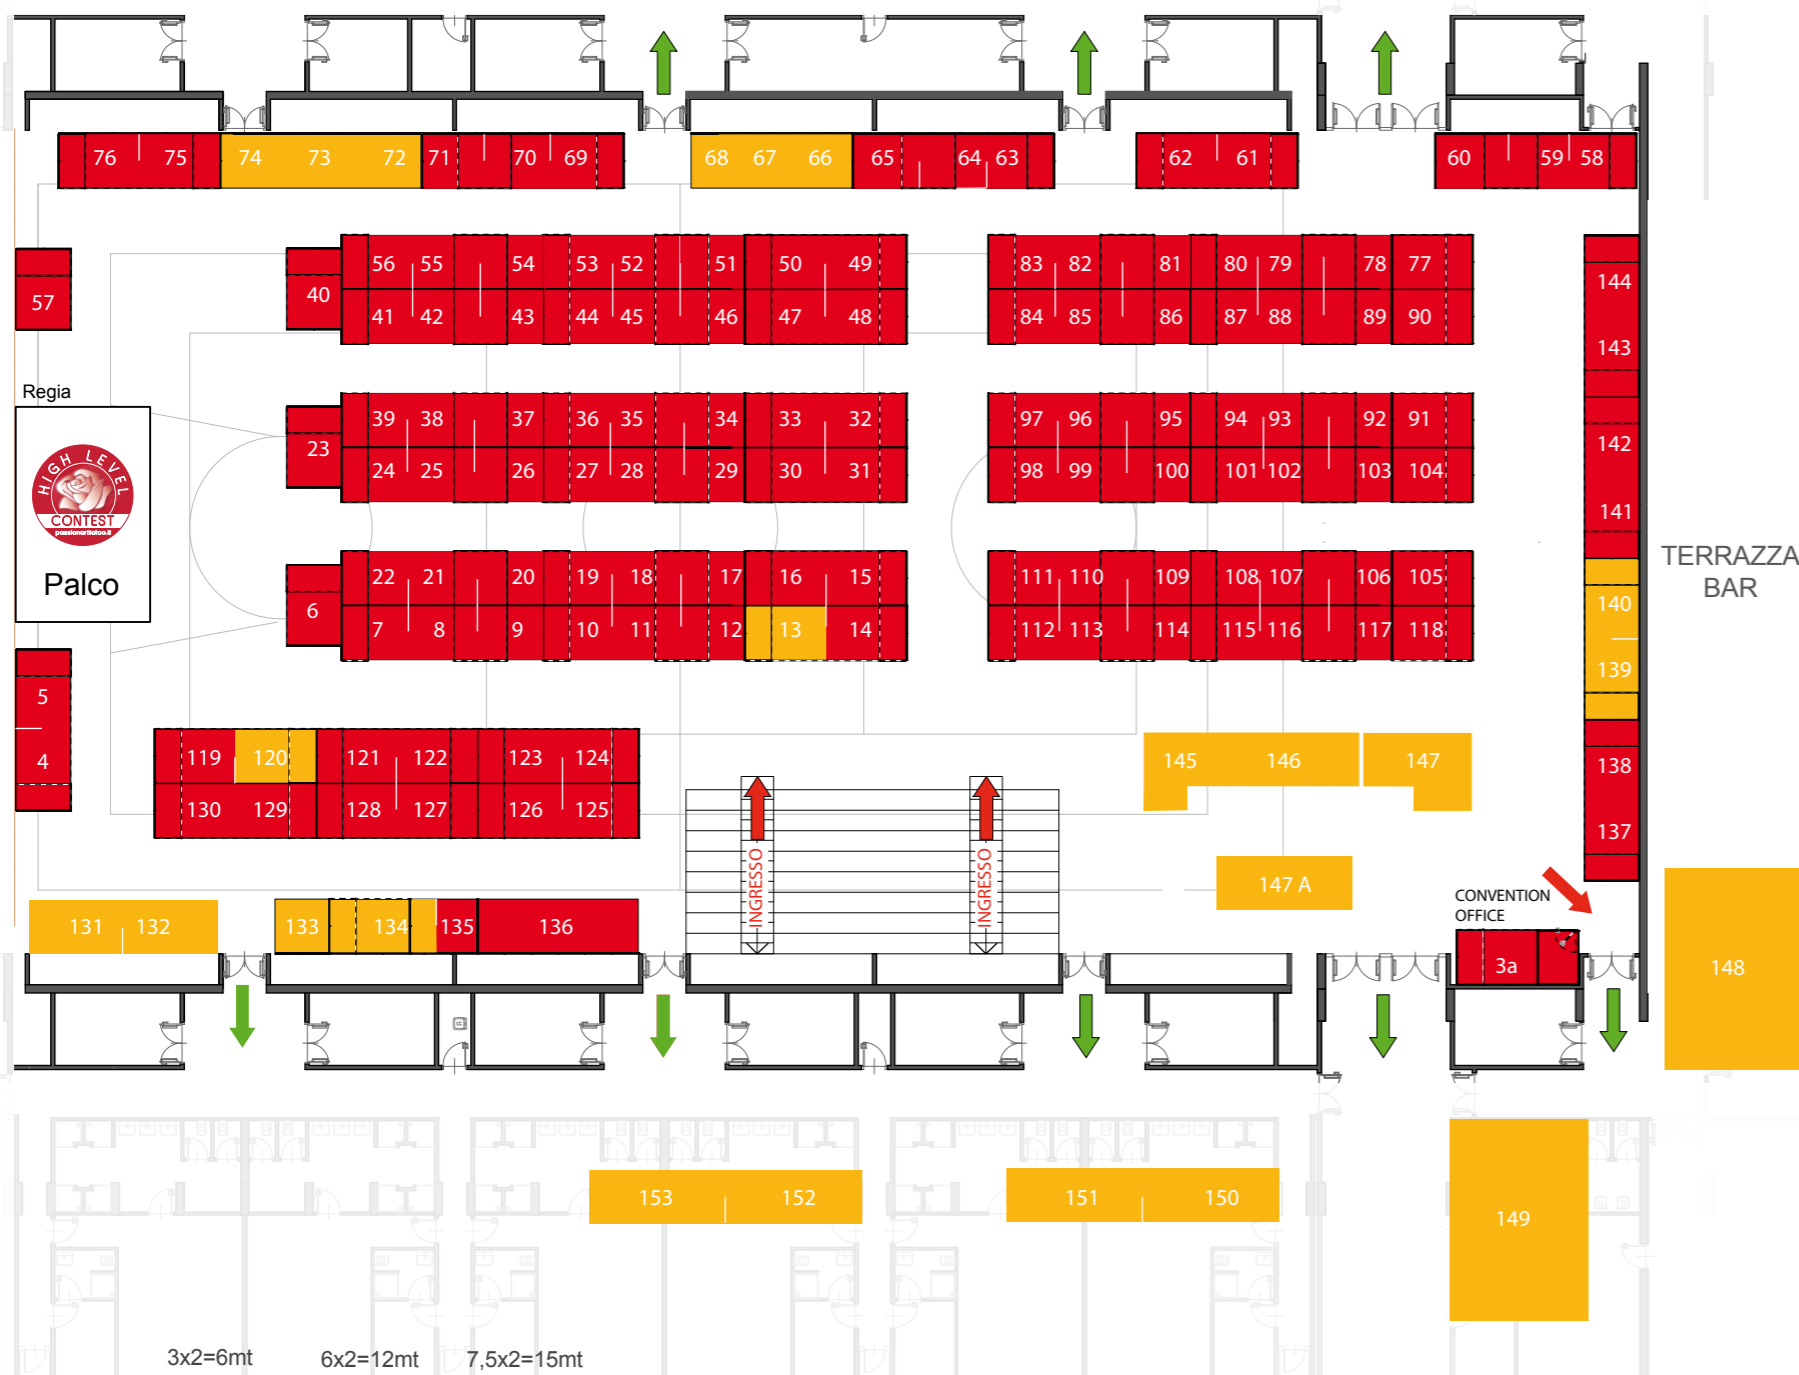 76 75 74 73 72 71 70 69 68 67 66 65 64 63 62 61 60 59 58
56 55 54 53 52 51 50 49 83 82 81 80 79 78 77
57 40 144
41 42 43 44 45 46 47 48 84 85 86 87 88 89 90
143
Regia
39 38 37 36 35 34 33 32 97 96 95 94 93 92 91
23 142
24 25 26 27 28 29 30 31 98 99 100 101 102 103 104
HIGH LEVEL
CONTEST
passionartitaloo.it
141
TERRAZZA
BAR
Palco
22 21 20 19 18 17 16 15 111 110 109 108 107 106 105
6 140
7 8 9 10 11 12 13 14 112 113 114 115 116 117 118
139
5
4
119 120 121 122 123 124 145 146 147 138
130 129 128 127 126 125
137
INGRESSO
INGRESSO
147 A
CONVENTION
OFFICE
131 132 133 134 135 136
3a
148
153 152 151 150
149
3x2=6mt 6x2=12mt 7,5x2=15mt